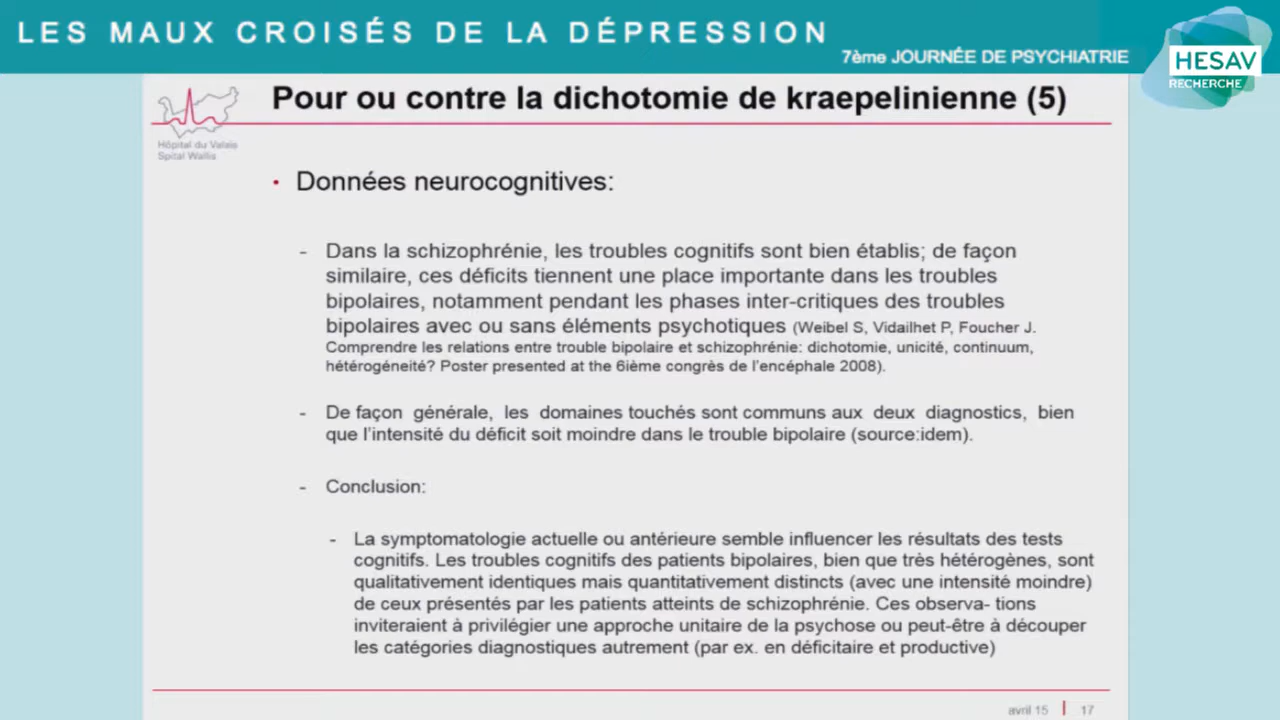 LES MAUX CROISÉS DE LA DÉPRESSION
7ème JOURNÉE DE PSYCHIATRIE
HESAV
RECHERCHE
Hôpital du Valais
Spital Wallis
Pour ou contre la dichotomie de kraepelinienne (5)
• Données neurocognitives:
- Dans la schizophrénie, les troubles cognitifs sont bien établis; de façon
similaire, ces déficits tiennent une place importante dans les troubles
bipolaires, notamment pendant les phases inter-critiques des troubles
bipolaires avec ou sans éléments psychotiques (Weibel S, Vidailhet P, Foucher J.
Comprendre les relations entre trouble bipolaire et schizophrénie: dichotomie, unicité, continuum,
hétérogéneité? Poster presented at the 6ième congrès de l'encéphale 2008).
- De façon générale, les domaines touchés sont communs aux deux diagnostics, bien
que l'intensité du déficit soit moindre dans le trouble bipolaire (source:idem).
- Conclusion:
- La symptomatologie actuelle ou antérieure semble influencer les résultats des tests
cognitifs. Les troubles cognitifs des patients bipolaires, bien que très hétérogènes, sont
qualitativement identiques mais quantitativement distincts (avec une intensité moindre)
de ceux présentés par les patients atteints de schizophrénie. Ces observa- tions
inviteraient à privilégier une approche unitaire de la psychose ou peut-être à découper
les catégories diagnostiques autrement (par ex. en déficitaire et productive)
avril 15 | 17